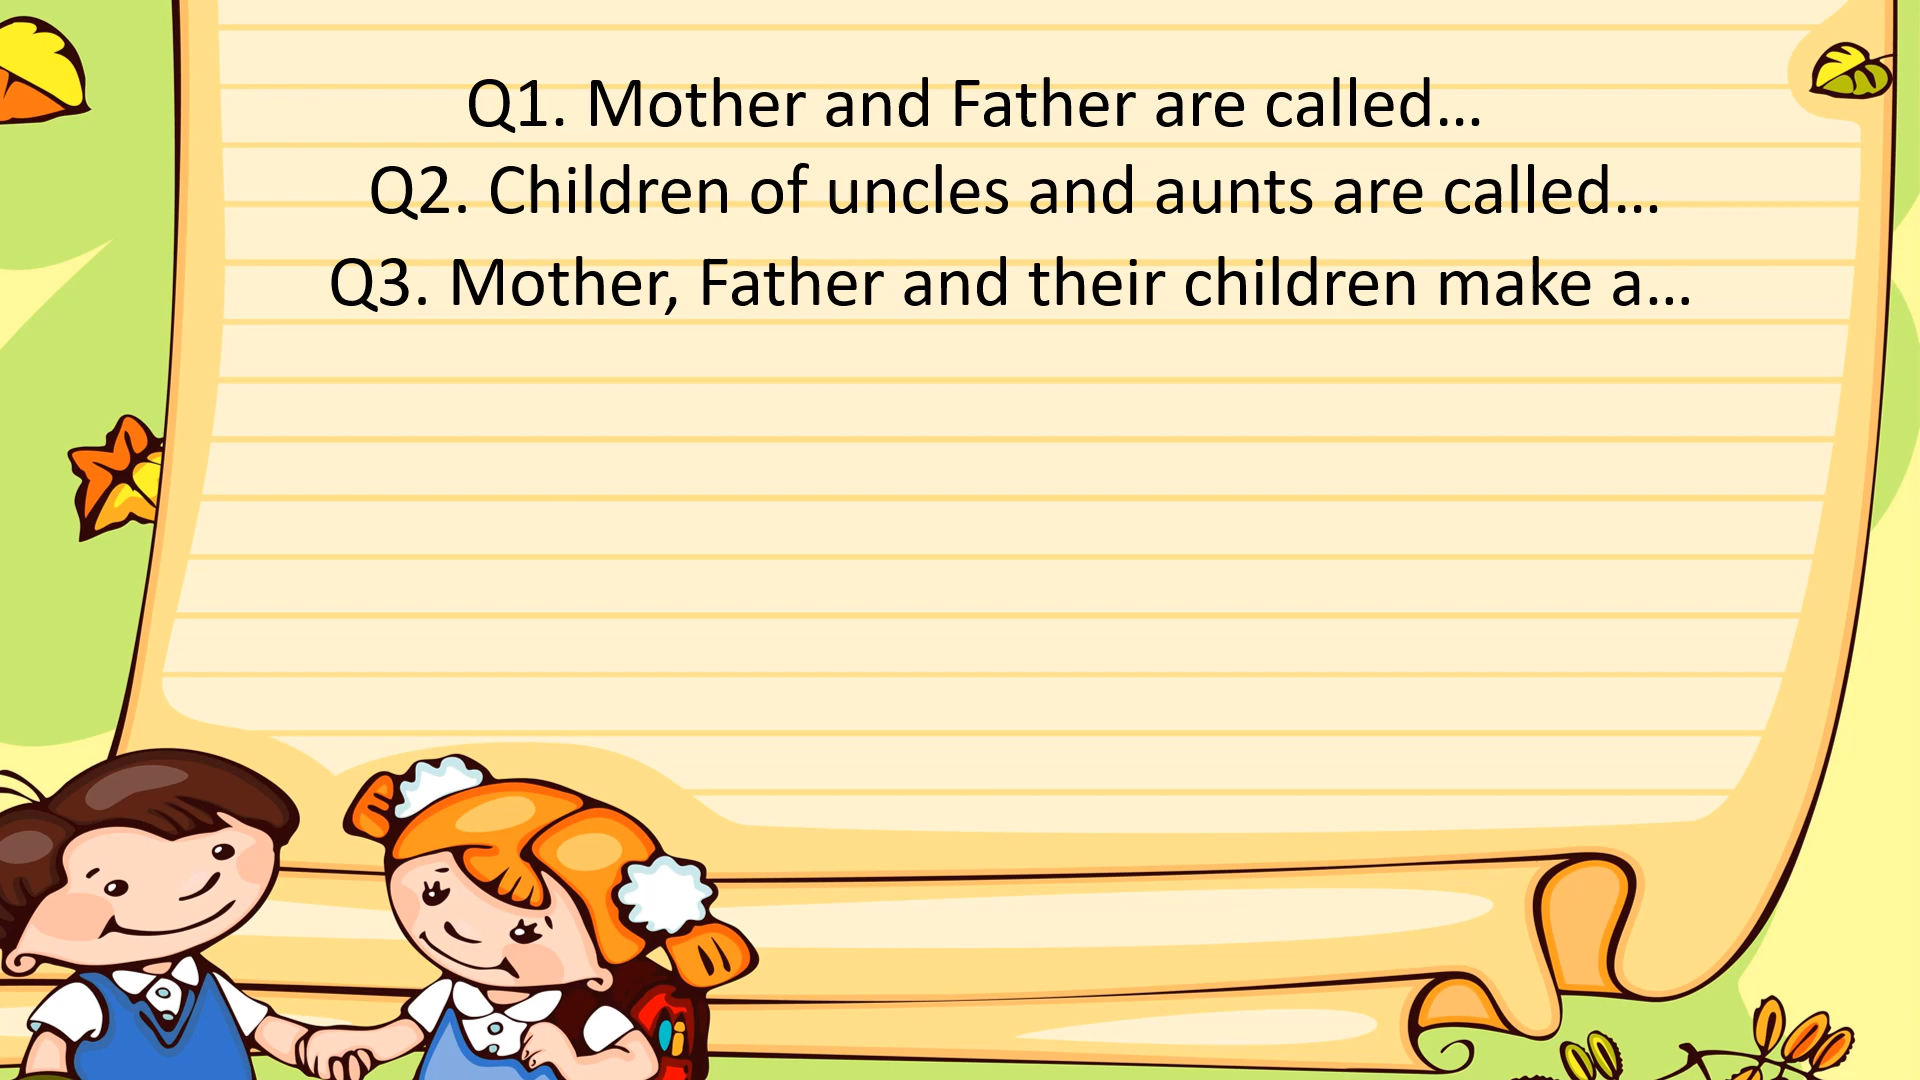 Q1. Mother and Father are called…
Q2. Children of uncles and aunts are called…
Q3. Mother, Father and their children make a…